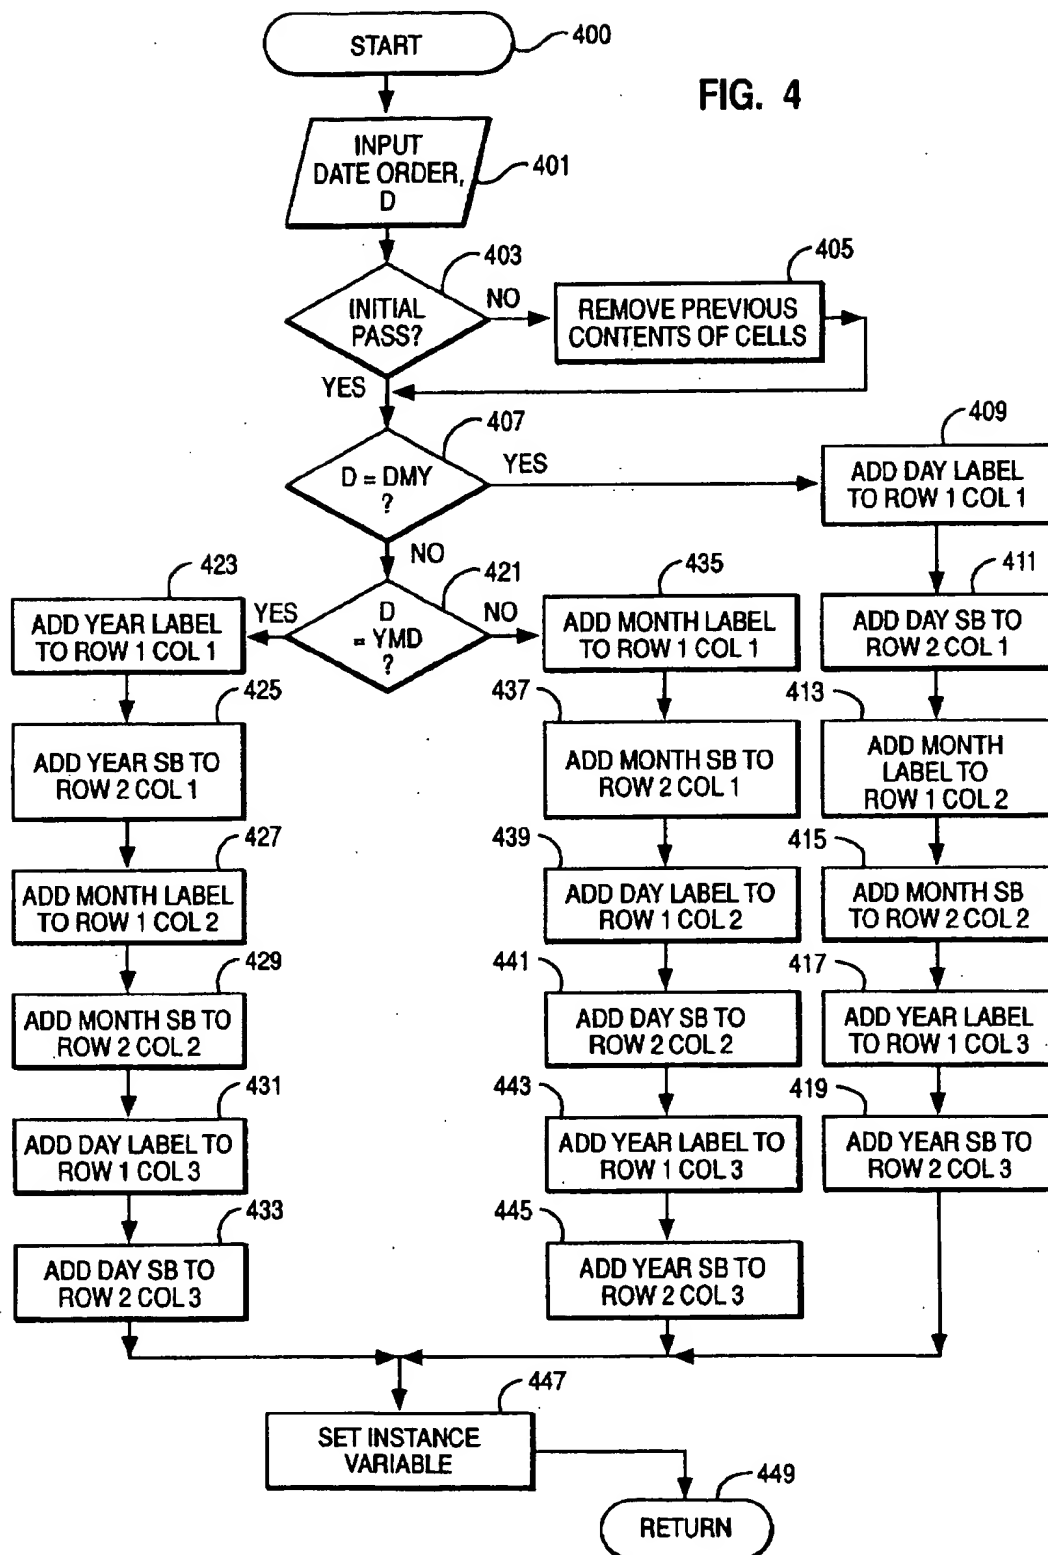 START
400
FIG. 4
INPUT
DATE ORDER,
D
401
403
INITIAL
PASS?
NO
YES
405
REMOVE PREVIOUS
CONTENTS OF CELLS
407
D = DMY
?
YES
NO
409
ADD DAY LABEL
TO ROW 1 COL 1
411
ADD DAY SB TO
ROW 2 COL 1
413
ADD MONTH
LABEL TO
ROW 1 COL 2
415
ADD MONTH SB
TO ROW 2 COL 2
417
ADD YEAR LABEL
TO ROW 1 COL 3
419
ADD YEAR SB TO
ROW 2 COL 3
421
D
= YMD
?
YES
NO
423
ADD YEAR LABEL
TO ROW 1 COL 1
425
ADD YEAR SB TO
ROW 2 COL 1
427
ADD MONTH LABEL
TO ROW 1 COL 2
429
ADD MONTH SB TO
ROW 2 COL 2
431
ADD DAY LABEL TO
ROW 1 COL 3
433
ADD DAY SB TO
ROW 2 COL 3
435
ADD MONTH LABEL
TO ROW 1 COL 1
437
ADD MONTH SB TO
ROW 2 COL 1
439
ADD DAY LABEL TO
ROW 1 COL 2
441
ADD DAY SB TO
ROW 2 COL 2
443
ADD YEAR LABEL TO
ROW 1 COL 3
445
ADD YEAR SB TO
ROW 2 COL 3
447
SET INSTANCE
VARIABLE
449
RETURN